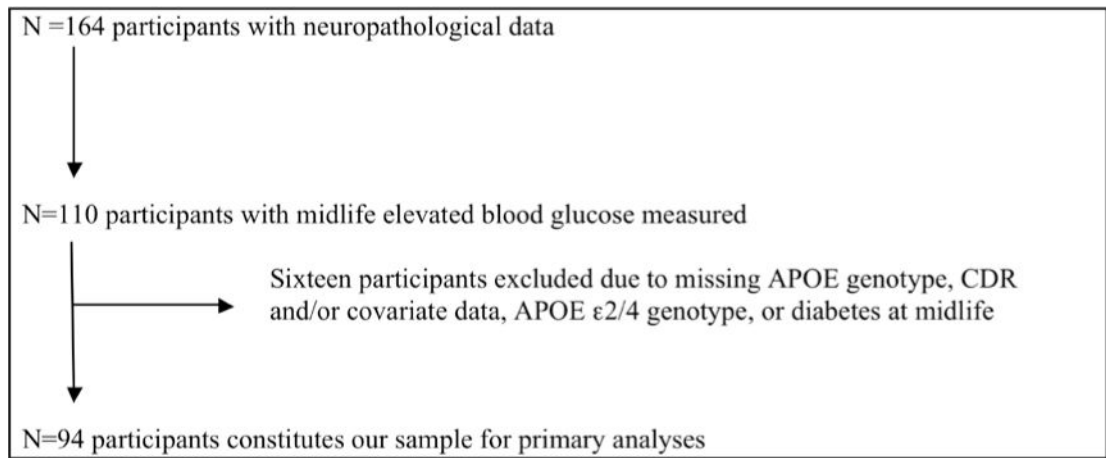 N =164 participants with neuropathological data
N=110 participants with midlife elevated blood glucose measured
Sixteen participants excluded due to missing APOE genotype, CDR
and/or covariate data, APOE ε2/4 genotype, or diabetes at midlife
N=94 participants constitutes our sample for primary analyses